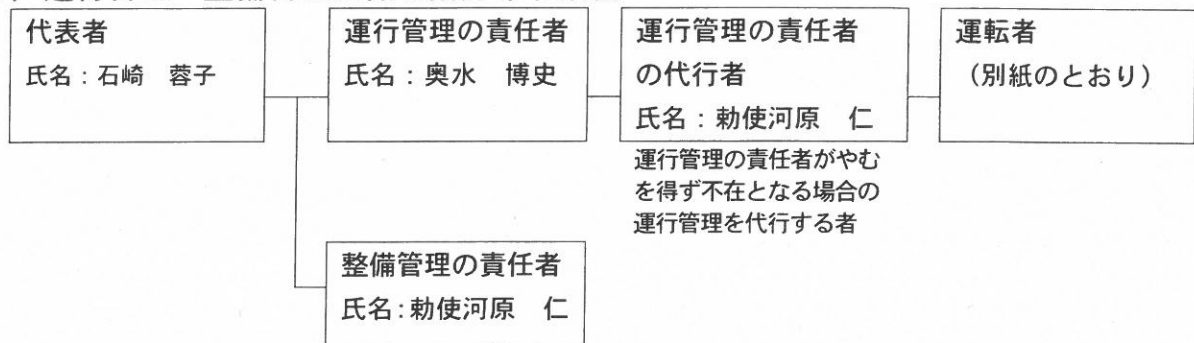 代表者
氏名：石崎　蓉子
運行管理の責任者
氏名：奥水　博史
運行管理の責任者
の代行者
氏名：勅使河原　仁
運転者
（別紙のとおり）
運行管理の責任者がやむ
を得ず不在となる場合の
運行管理を代行する者
整備管理の責任者
氏名：勅使河原　仁